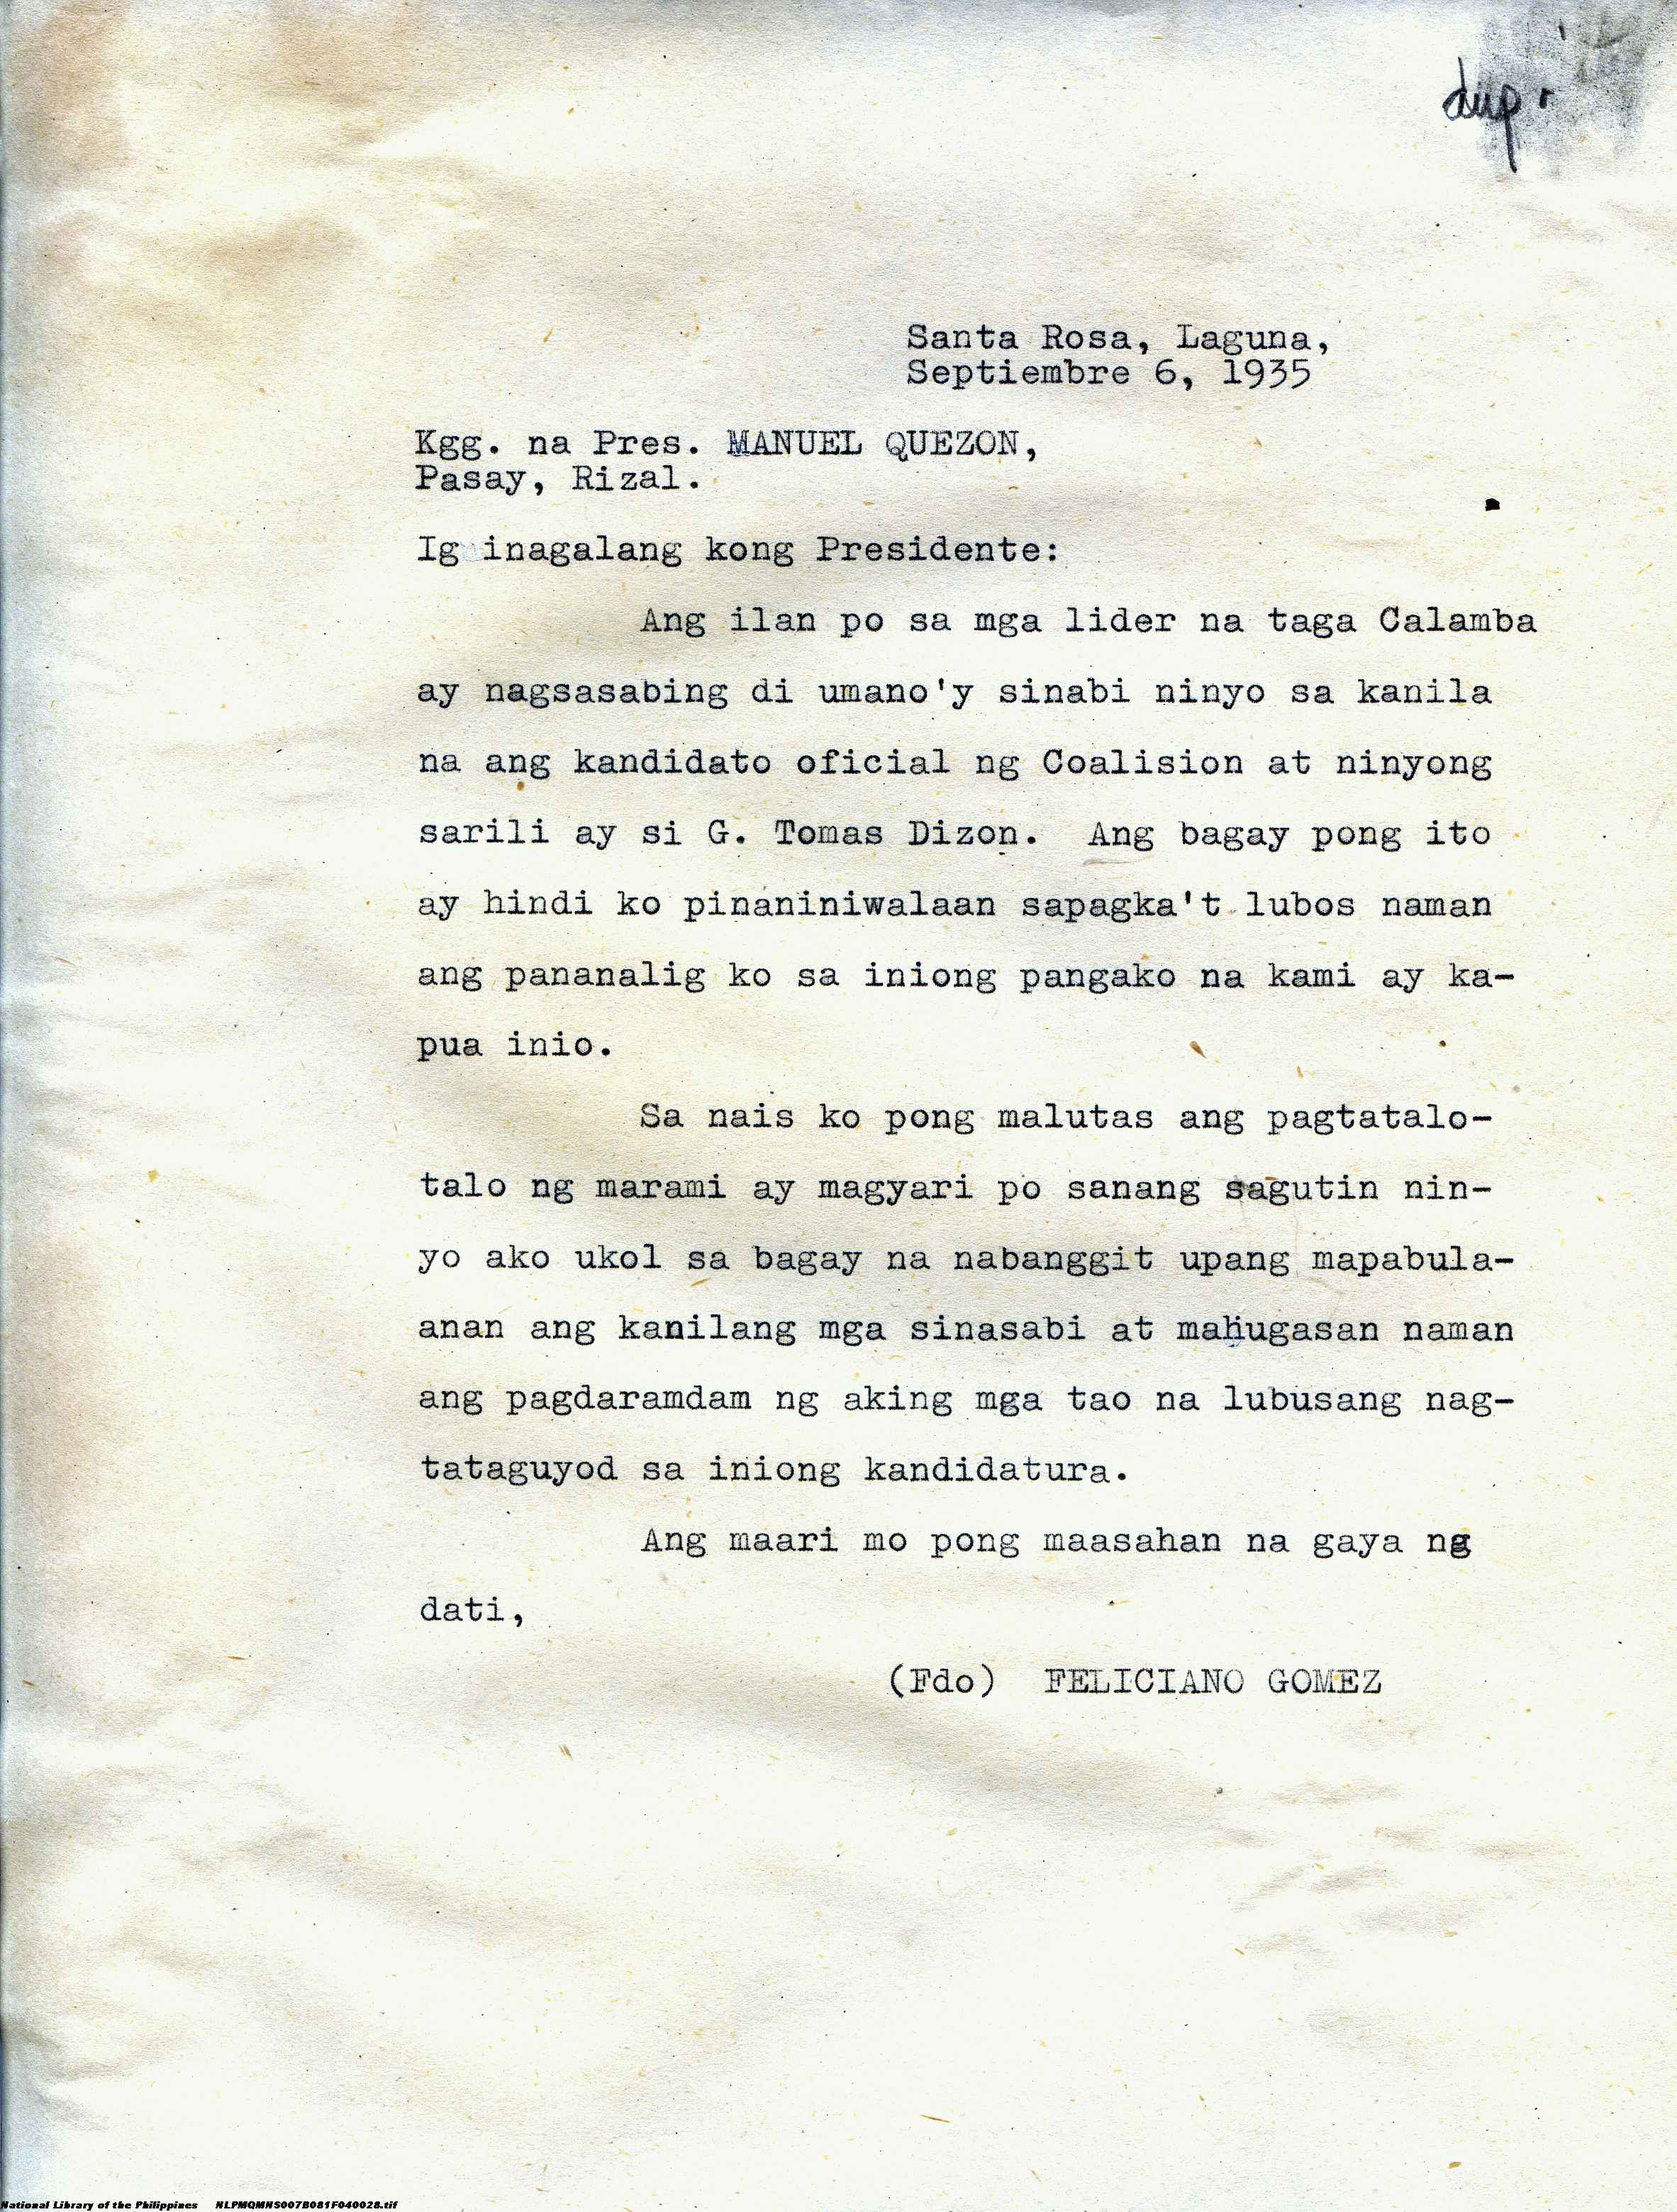 dup.
Santa Rosa, Laguna,
Septiembre 6, 1935
Kgg. na Pres. MANUEL QUEZON,
Pasay, Rizal.
Ig inagalang kong Presidente:
Ang ilan po sa mga lider na taga Calamba
ay nagsasabing di umano'y sinabi ninyo sa kanila
na ang kandidato oficial ng Coalision at ninyong
sarili ay si G. Tomas Dizon. Ang bagay pong ito
ay hindi ko pinaniniwalaan sapagka't lubos naman
ang pananalig ko sa iniong pangako na kami ay ka-
pua inio.
Sa nais ko pong malutas ang pagtatalo-
talo ng marami ay magyari po sanang sagutin nin-
yo ako ukol sa bagay na nabanggit upang mapabula-
anan ang kanilang mga sinasabi at mahugasan naman
ang pagdaramdam ng aking mga tao na lubusang nag-
tataguyod sa iniong kandidatura.
Ang maari mo pong maasahan na gaya ng
dati,
(Fdo) FELICIANO GOMEZ
National Library of the Philippines NLPMQMNS007B081F040028.tif